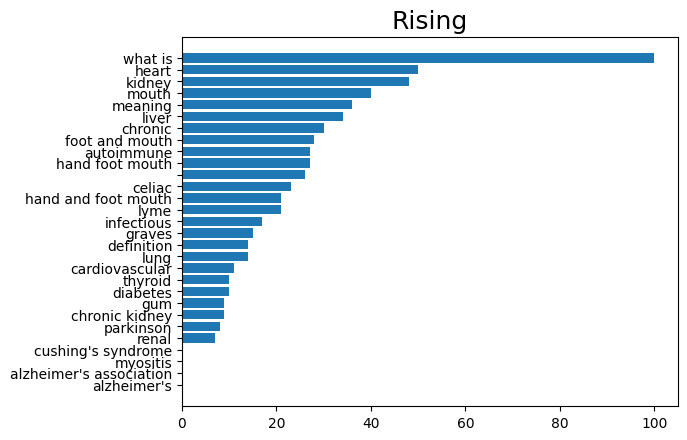 Rising
what is
heart
kidney
mouth
meaning
liver
chronic
foot and mouth
autoimmune
hand foot mouth
celiac
hand and foot mouth
lyme
infectious
graves
definition
lung
cardiovascular
thyroid
diabetes
gum
chronic kidney
parkinson
renal
cushing's syndrome
myositis
alzheimer's association
alzheimer's
0 20 40 60 80 100